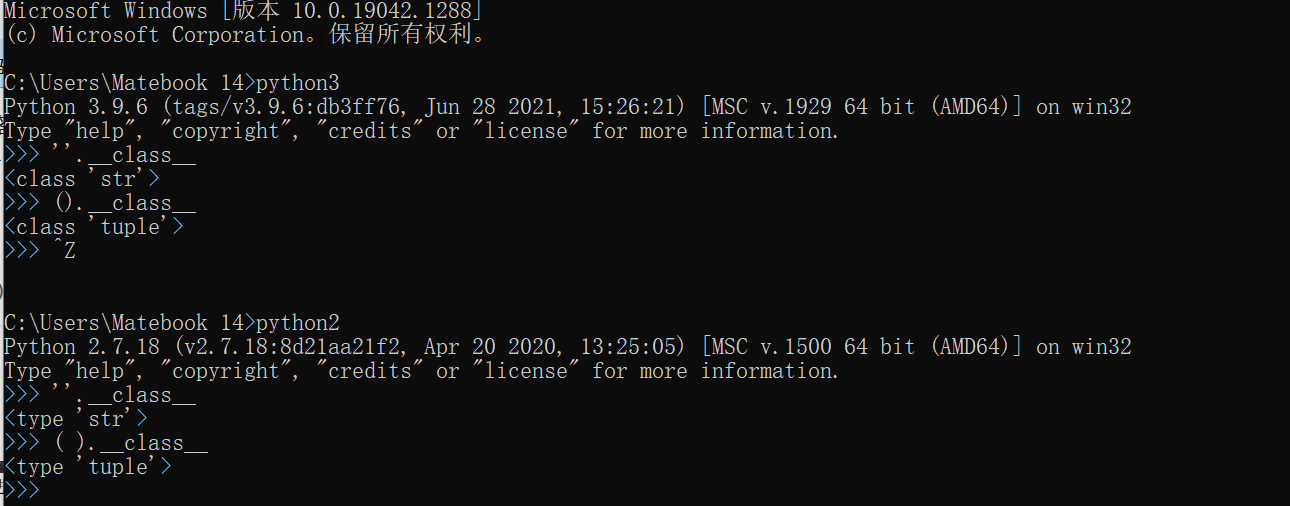 Microsoft Windows [版本 10.0.19042.1288]
(c) Microsoft Corporation。保留所有权利。
C:\Users\Matebook 14>python3
Python 3.9.6 (tags/v3.9.6:db3ff76, Jun 28 2021, 15:26:21) [MSC v.1929 64 bit (AMD64)] on win32
Type "help", "copyright", "credits" or "license" for more information.
>>> ''.__class__
<class 'str'>
>>> ().__class__
<class 'tuple'>
>>> ^Z
C:\Users\Matebook 14>python2
Python 2.7.18 (v2.7.18:8d21aa21f2, Apr 20 2020, 13:25:05) [MSC v.1500 64 bit (AMD64)] on win32
Type "help", "copyright", "credits" or "license" for more information.
>>> ''.__class__
<type 'str'>
>>> ( ).__class__
<type 'tuple'>
>>>